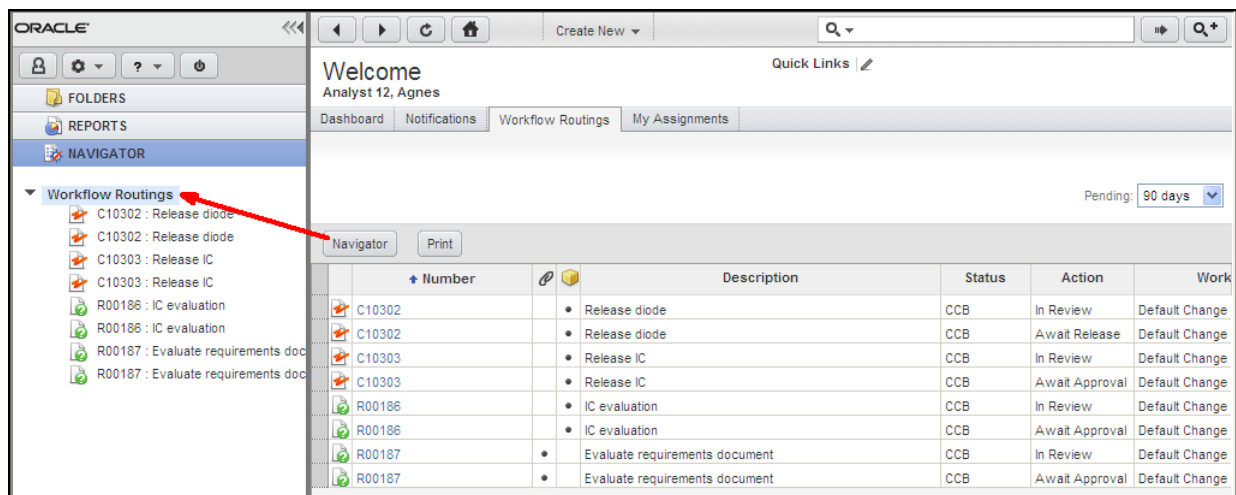 ORACLE
Create New
?
Welcome
Quick Links
Analyst 12, Agnes
FOLDERS
REPORTS
NAVIGATOR
Dashboard Notifications Workflow Routings My Assignments
Pending: 90 days
Workflow Routings
C10302 : Release diode
C10302 : Release diode
C10303 : Release IC
C10303 : Release IC
R00186 : IC evaluation
R00186 : IC evaluation
R00187 : Evaluate requirements doc
R00187 : Evaluate requirements doc
Navigator Print
Number Description Status Action Work
C10302 Release diode CCB In Review Default Change
C10302 Release diode CCB Await Release Default Change
C10303 Release IC CCB In Review Default Change
C10303 Release IC CCB Await Approval Default Change
R00186 IC evaluation CCB In Review Default Change
R00186 IC evaluation CCB Await Approval Default Change
R00187 Evaluate requirements document CCB In Review Default Change
R00187 Evaluate requirements document CCB Await Approval Default Change